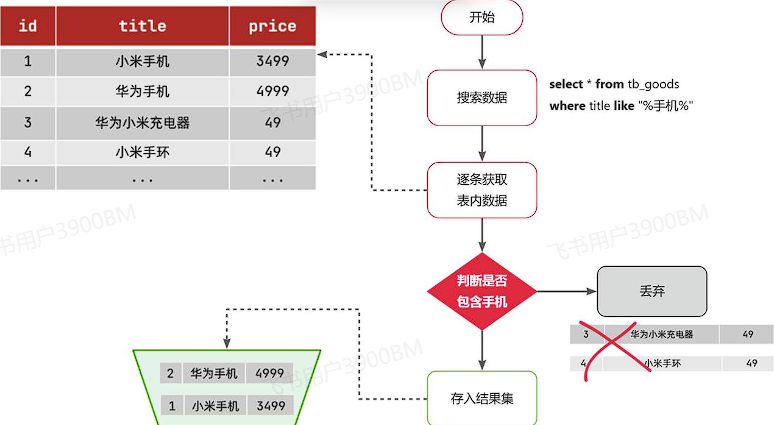 id title price
1 小米手机 3499
2 华为手机 4999
3 华为小米充电器 49
4 小米手环 49
... ... ...
开始
搜索数据
select * from tb_goods
where title like "%手机%"
逐条获取
表内数据
判断是否
包含手机
丢弃
3 华为小米充电器 49
4 小米手环 49
存入结果集
2 华为手机 4999
1 小米手机 3499
飞书用户3900BM
飞书用户3900BM
飞书用户3900BM
飞书用户3900BM